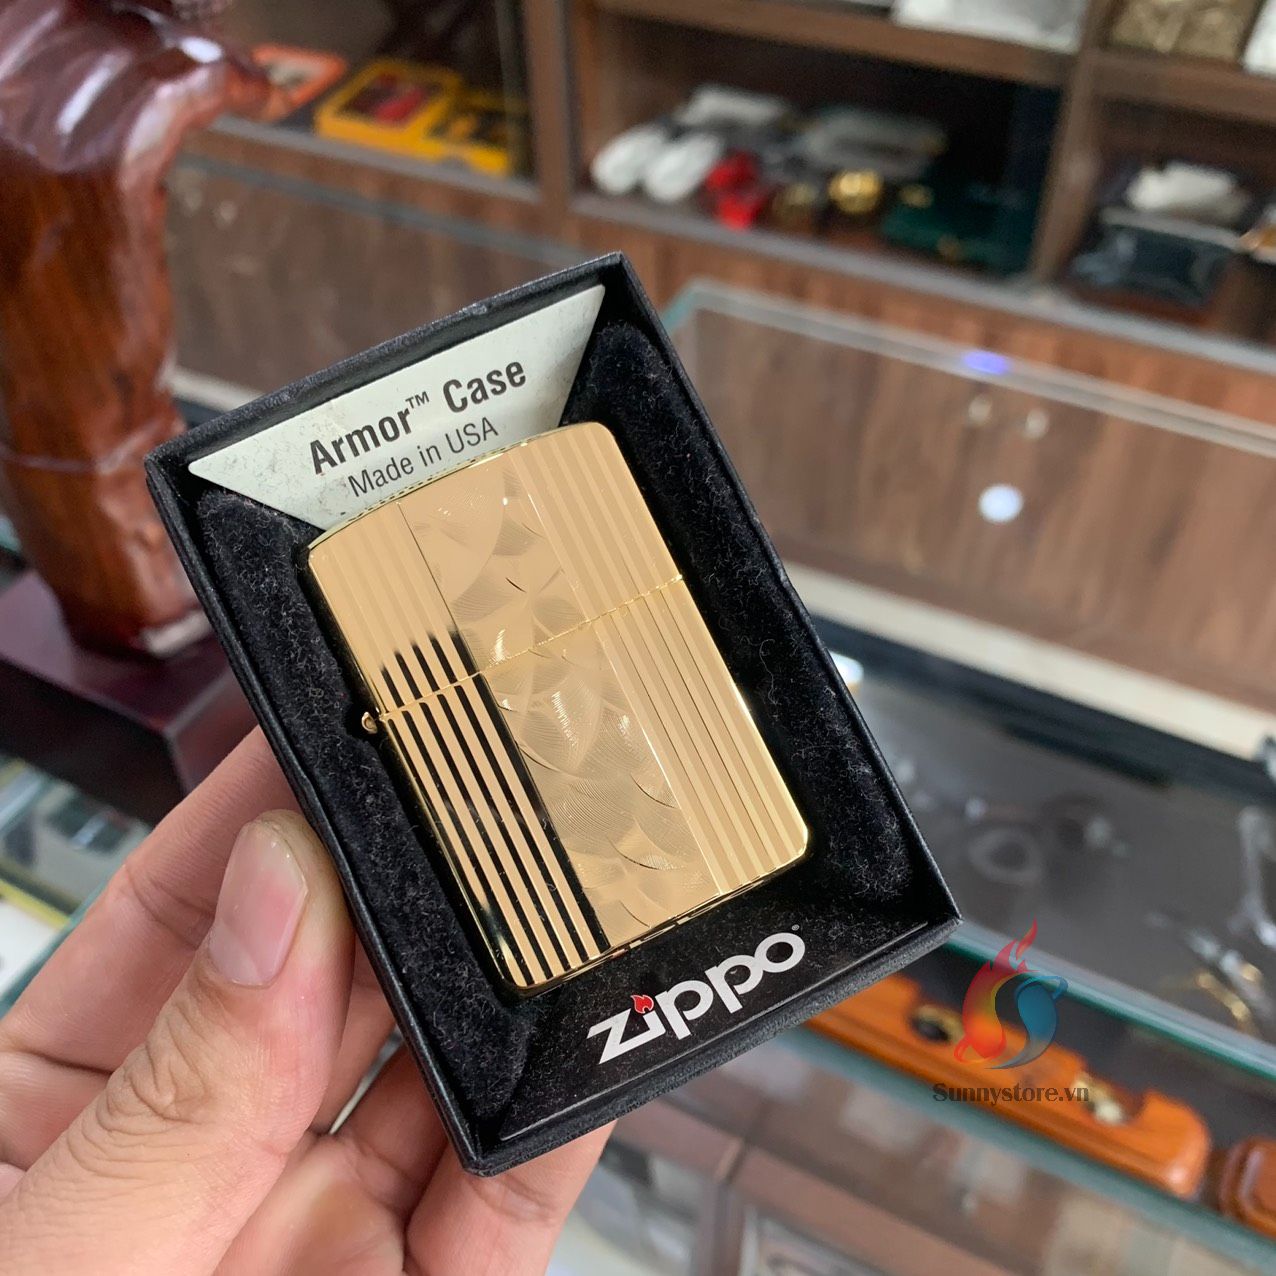 Armor™ Case
Made in USA
zippo
Sunnystore.vn